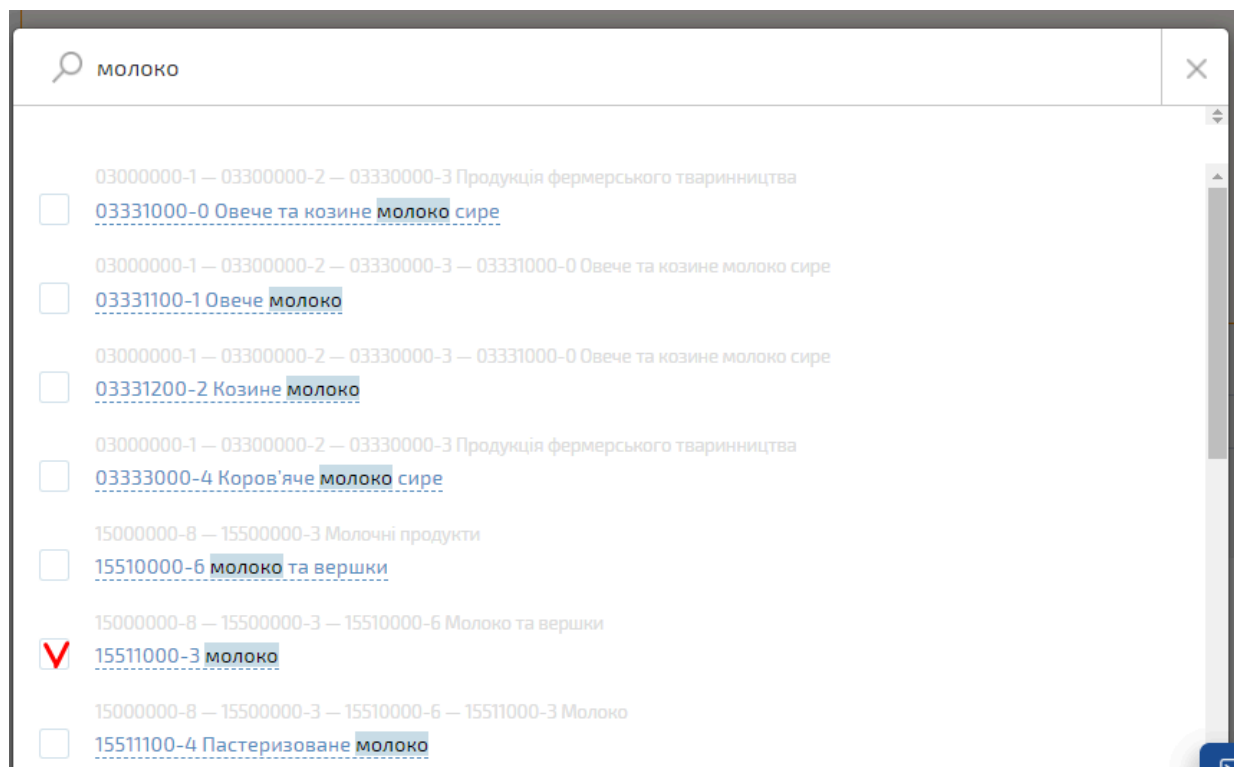 молоко
03000000-1 — 03300000-2 — 03330000-3 Продукція фермерського тваринництва
03331000-0 Овече та козине молоко сире
03000000-1 — 03300000-2 — 03330000-3 — 03331000-0 Овече та козине молоко сире
03331100-1 Овече молоко
03000000-1 — 03300000-2 — 03330000-3 — 03331000-0 Овече та козине молоко сире
03331200-2 Козине молоко
03000000-1 — 03300000-2 — 03330000-3 Продукція фермерського тваринництва
03333000-4 Коров'яче молоко сире
15000000-8 — 15500000-3 Молочні продукти
15510000-6 молоко та вершки
15000000-8 — 15500000-3 — 15510000-6 Молоко та вершки
15511000-3 молоко
15000000-8 — 15500000-3 — 15510000-6 — 15511000-3 Молоко
15511100-4 Пастеризоване молоко